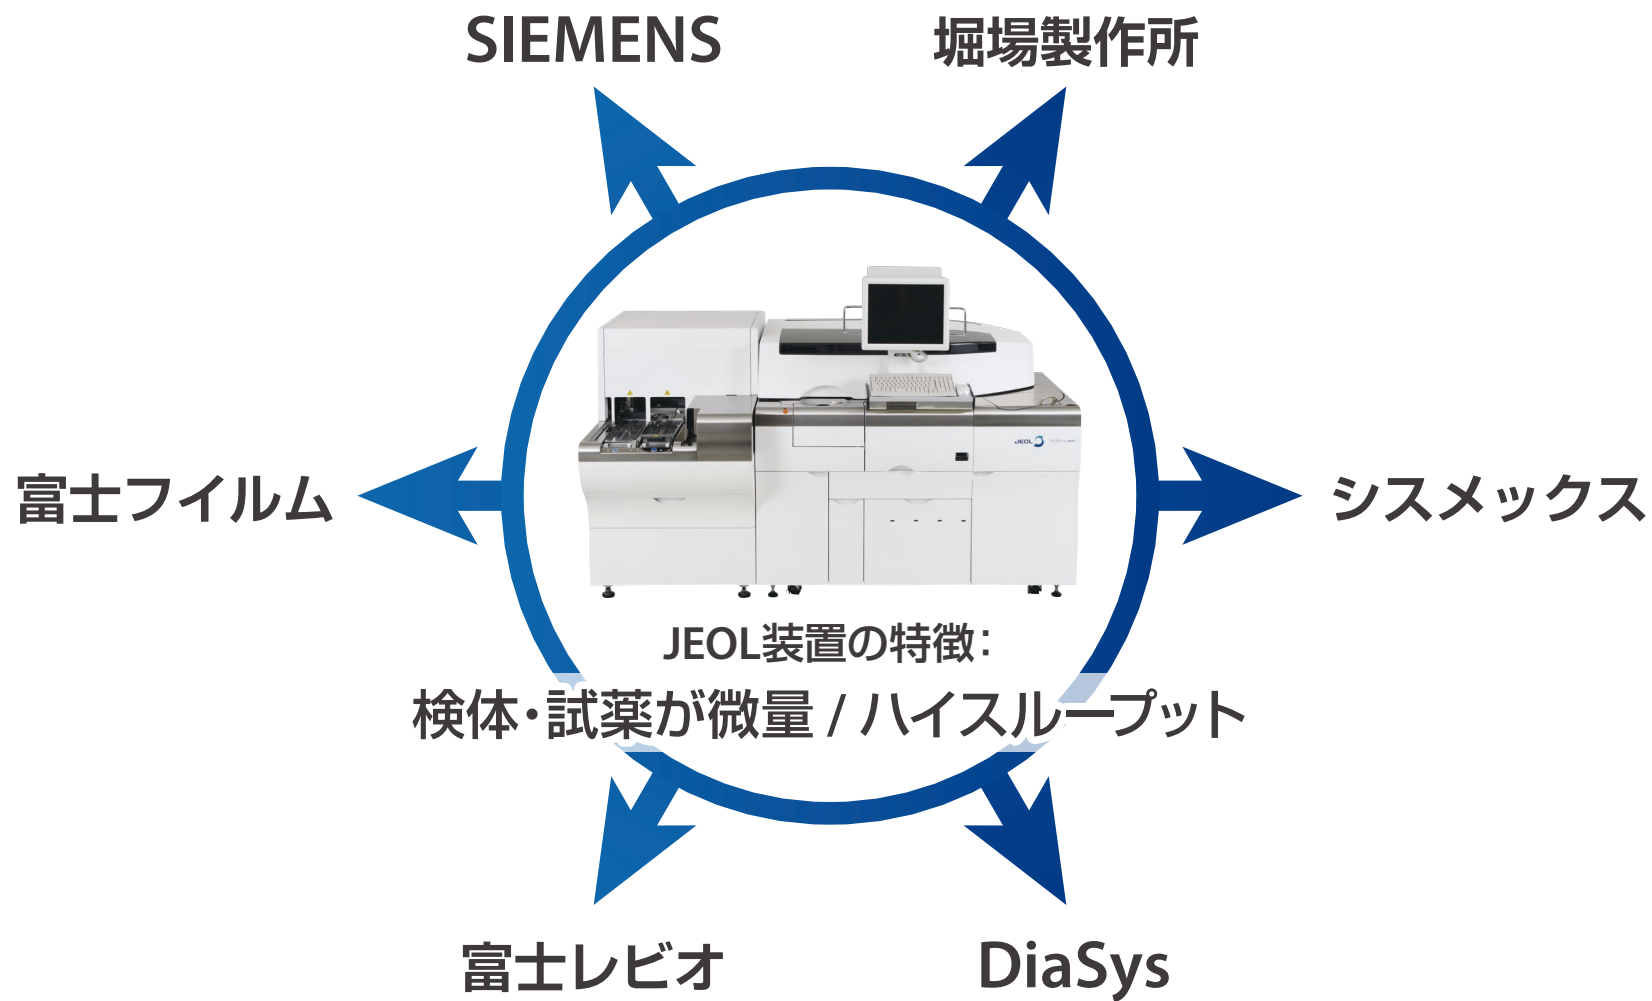 SIEMENS
堀場製作所
富士フイルム
シスメックス
JEOL
JEOL装置の特徴：
検体・試薬が微量 / ハイスループット
富士レビオ
DiaSys